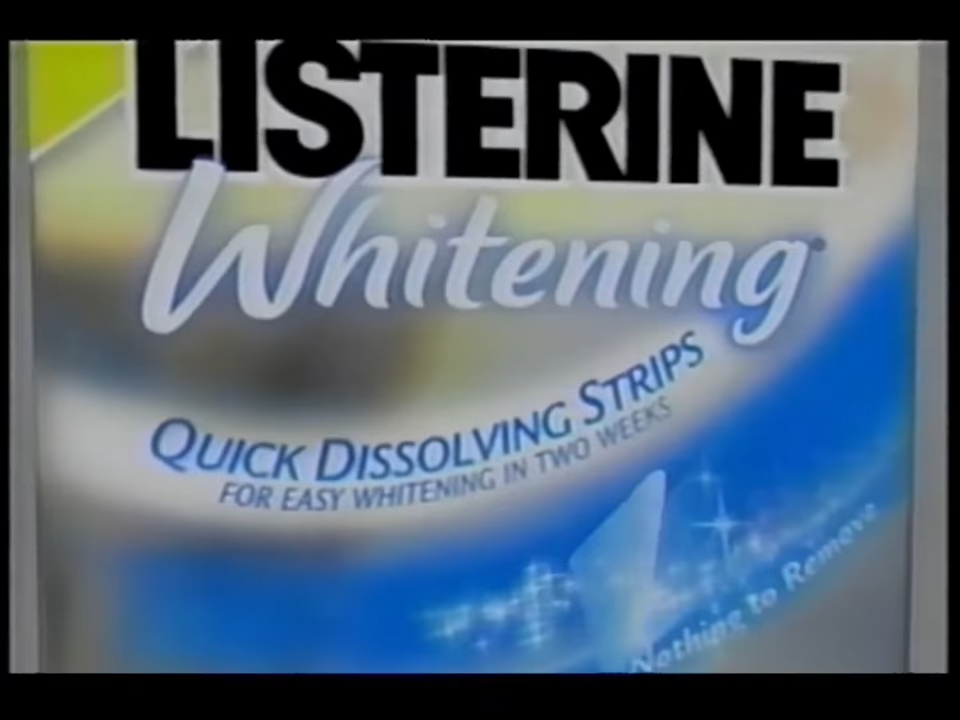 LISTERINE
Whitening
QUICK DISSOLVING STRIPS
FOR EASY WHITENING IN TWO WEEKS
Nothing to Remove